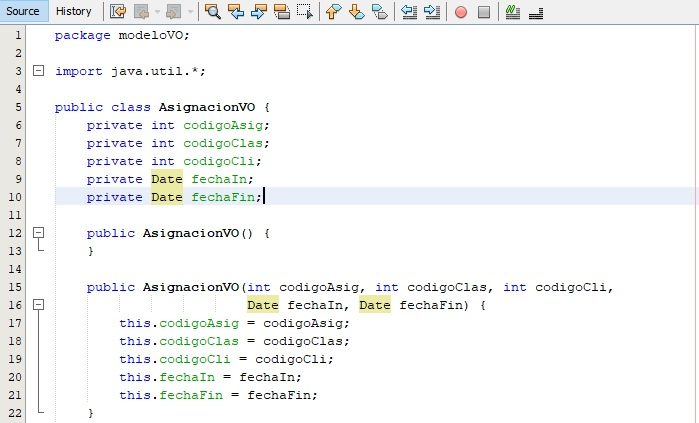 Source History
1 package modeloVO;
2
3 import java.util.*;
4
5 public class AsignacionVO {
6 private int codigoAsig;
7 private int codigoClas;
8 private int codigoCli;
9 private Date fechaIn;
10 private Date fechaFin;
11
12 public AsignacionVO() {
13 }
14
15 public AsignacionVO(int codigoAsig, int codigoClas, int codigoCli,
16 Date fechaIn, Date fechaFin) {
17 this.codigoAsig = codigoAsig;
18 this.codigoClas = codigoClas;
19 this.codigoCli = codigoCli;
20 this.fechaIn = fechaIn;
21 this.fechaFin = fechaFin;
22 }